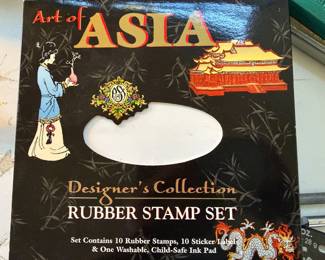 Art of
ASIA
Designer's Collection
RUBBER STAMP SET
Set Contains 10 Rubber Stamps, 10 Sticker Labels
& One Washable, Child-Safe Ink Pad